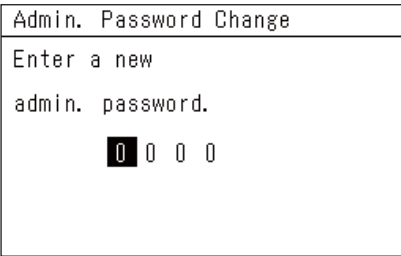 Admin. Password Change
Enter a new
admin. password.
0 0 0 0